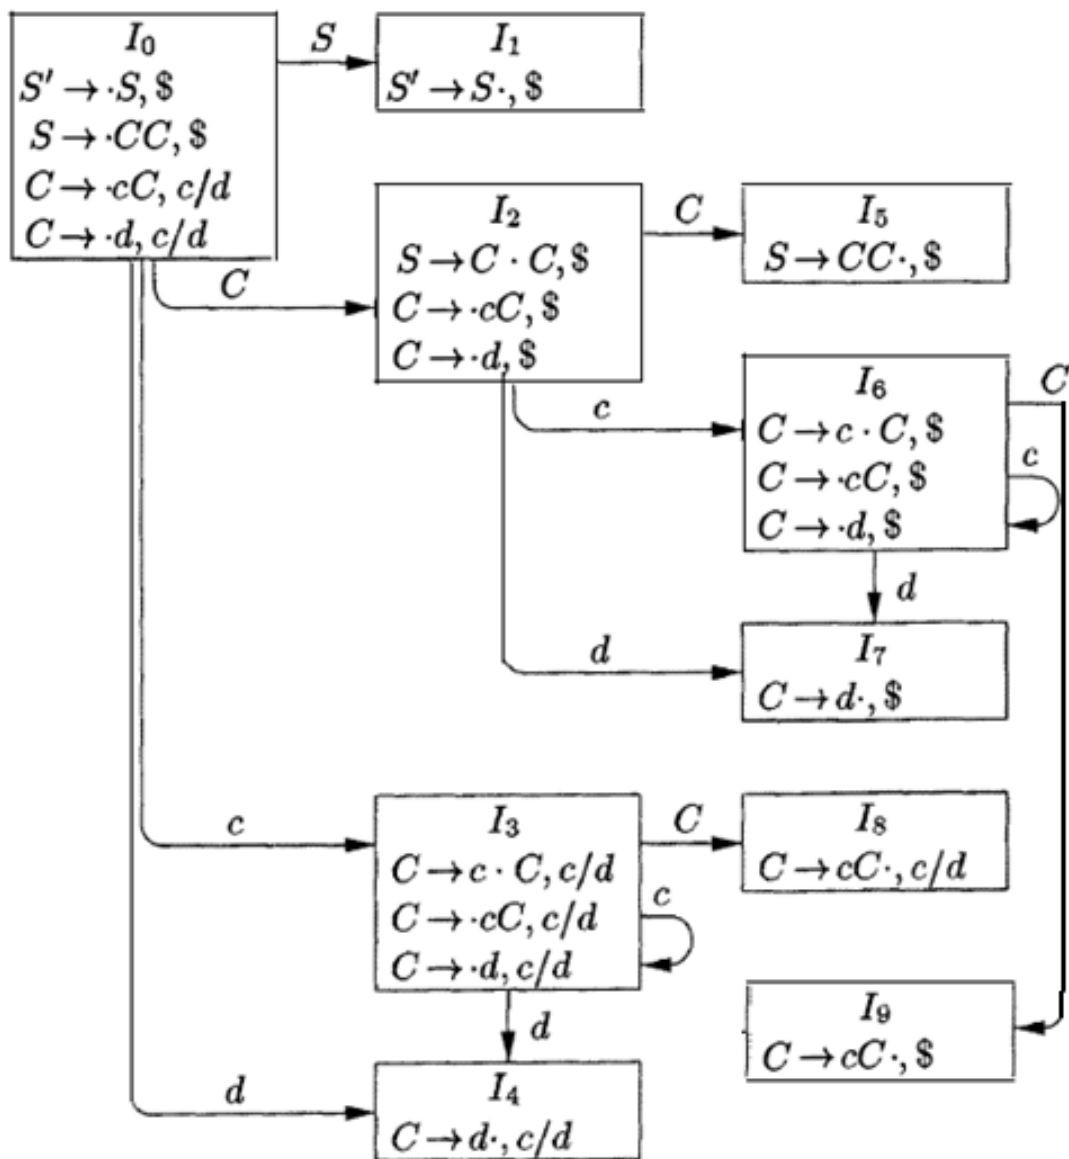 I₀
S' → ·S, $
S → ·CC, $
C → ·cC, c/d
C → ·d, c/d
S
I₁
S' → S·, $
C
I₂
S → C · C, $
C → ·cC, $
C → ·d, $
C
I₅
S → CC·, $
c
I₆
C → c · C, $
C → ·cC, $
C → ·d, $
C
c
d
d
I₇
C → d·, $
c
I₃
C → c · C, c/d
C → ·cC, c/d
C → ·d, c/d
C
c
I₈
C → cC·, c/d
d
I₉
C → cC·, $
d
I₄
C → d·, c/d